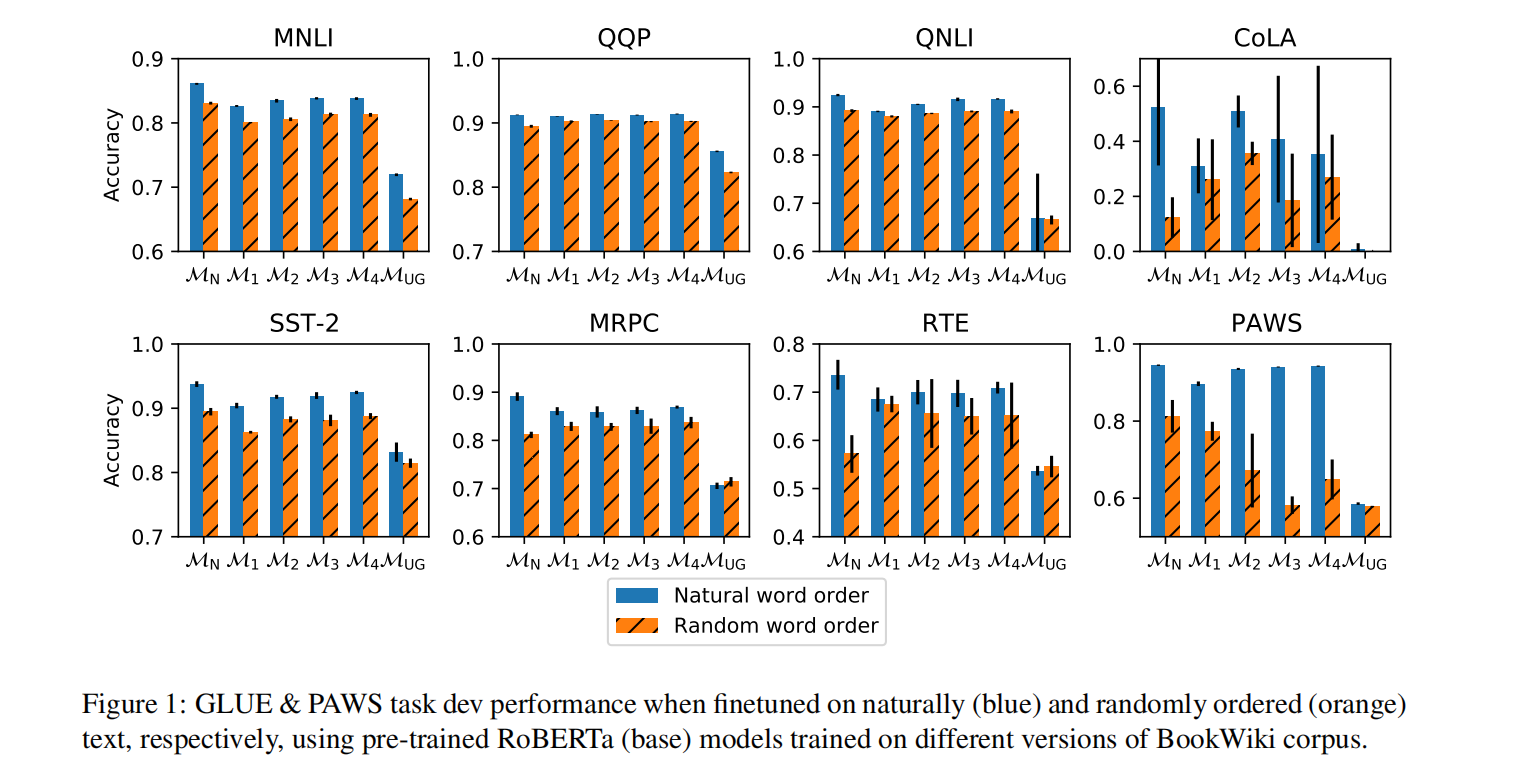 MNLI QQP QNLI CoLA
0.9 0.8 0.7 0.6
Accuracy
1.0 0.9 0.8 0.7
1.0 0.9 0.8 0.7 0.6
0.6 0.4 0.2 0.0
ℳN ℳ1 ℳ2 ℳ3 ℳ4 ℳUG
ℳN ℳ1 ℳ2 ℳ3 ℳ4 ℳUG
ℳN ℳ1 ℳ2 ℳ3 ℳ4 ℳUG
ℳN ℳ1 ℳ2 ℳ3 ℳ4 ℳUG
SST-2 MRPC RTE PAWS
1.0 0.9 0.8 0.7
Accuracy
1.0 0.9 0.8 0.7 0.6
0.8 0.7 0.6 0.5 0.4
1.0 0.8 0.6
ℳN ℳ1 ℳ2 ℳ3 ℳ4 ℳUG
ℳN ℳ1 ℳ2 ℳ3 ℳ4 ℳUG
ℳN ℳ1 ℳ2 ℳ3 ℳ4 ℳUG
ℳN ℳ1 ℳ2 ℳ3 ℳ4 ℳUG
Natural word order
Random word order
Figure 1: GLUE & PAWS task dev performance when finetuned on naturally (blue) and randomly ordered (orange)
text, respectively, using pre-trained RoBERTa (base) models trained on different versions of BookWiki corpus.